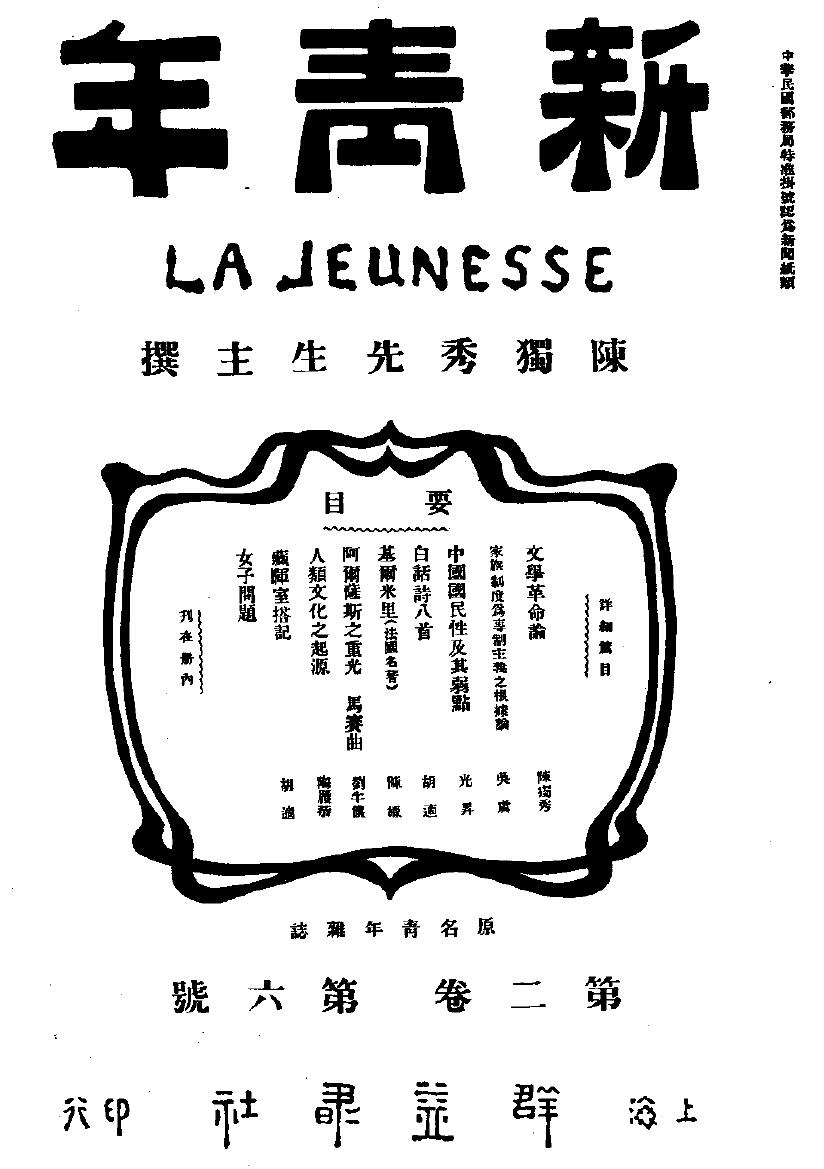 中華民國郵務局特准掛號認爲新聞紙類
新青年
LA JEUNESSE
陳獨秀先生主撰
要目
詳細篇目
文學革命論 陳獨秀
家族制度爲專制主義之根據論 吳虞
中國國民性及其弱點 光昇
白話詩八首 胡適
基爾米里(法國名著) 陳嘏
阿爾薩斯之重光 馬賽曲 劉半儂
人類文化之起源 陶履恭
藏暉室搭記 胡適
女子問題
刊在册內
原名青年雜誌
第二卷 第六號
上海 群益書社 印行